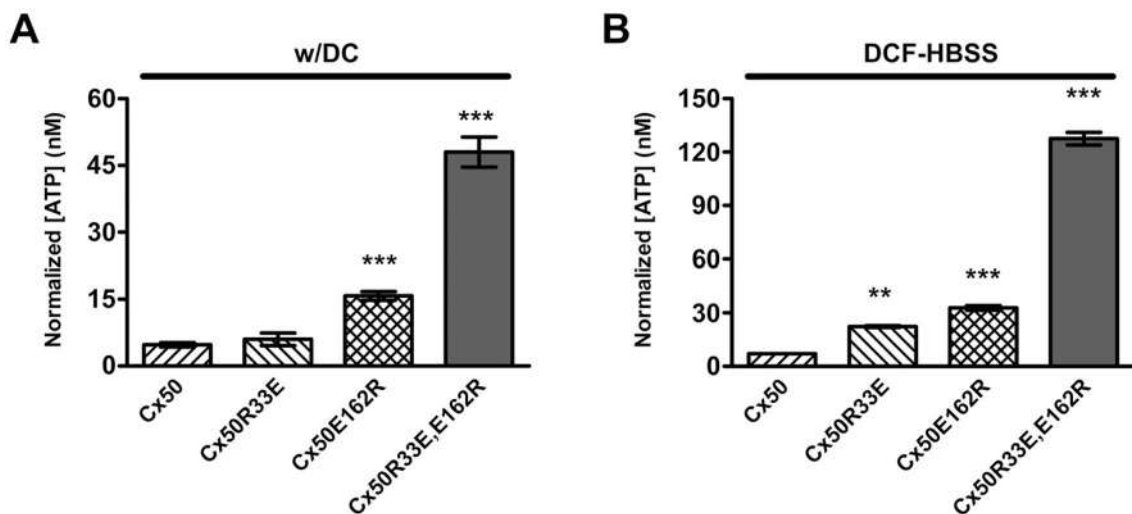 A
w/DC
Normalized [ATP] (nM)
60
45
30
15
0
***
***
Cx50
Cx50R33E
Cx50E162R
Cx50R33E,E162R
B
DCF-HBSS
Normalized [ATP] (nM)
150
120
90
60
30
0
**
***
***
Cx50
Cx50R33E
Cx50E162R
Cx50R33E,E162R